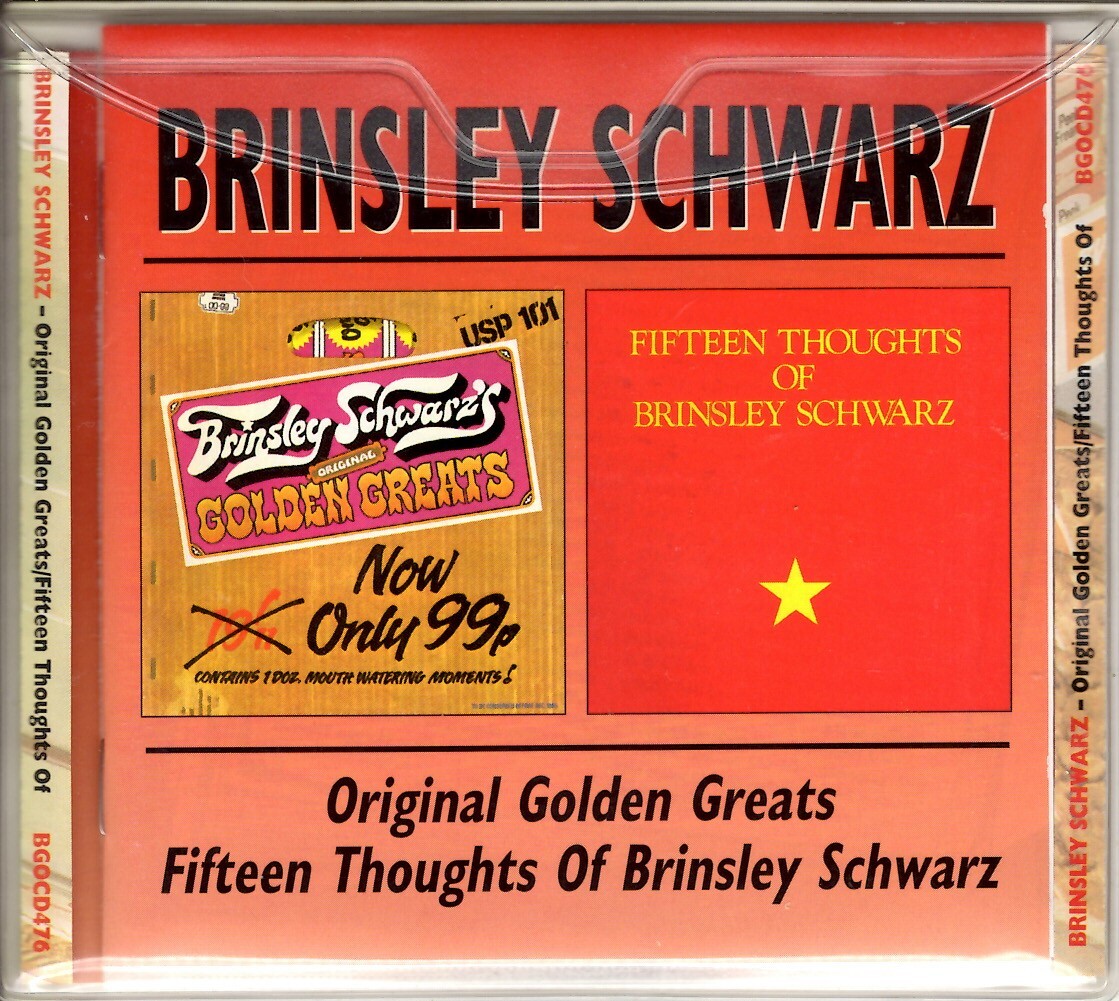 BRINSLEY SCHWARZ
USP 101
Brinsley Schwarz's
ORIGINAL
GOLDEN GREATS
Now
Only 99p
CONTAINS 1 DOZ. MOUTH WATERING MOMENTS!
FIFTEEN THOUGHTS
OF
BRINSLEY SCHWARZ
Original Golden Greats
Fifteen Thoughts Of Brinsley Schwarz
BRINSLEY SCHWARZ – Original Golden Greats/Fifteen Thoughts Of BGOCD476
BRINSLEY SCHWARZ – Original Golden Greats/Fifteen Thoughts Of BGOCD476